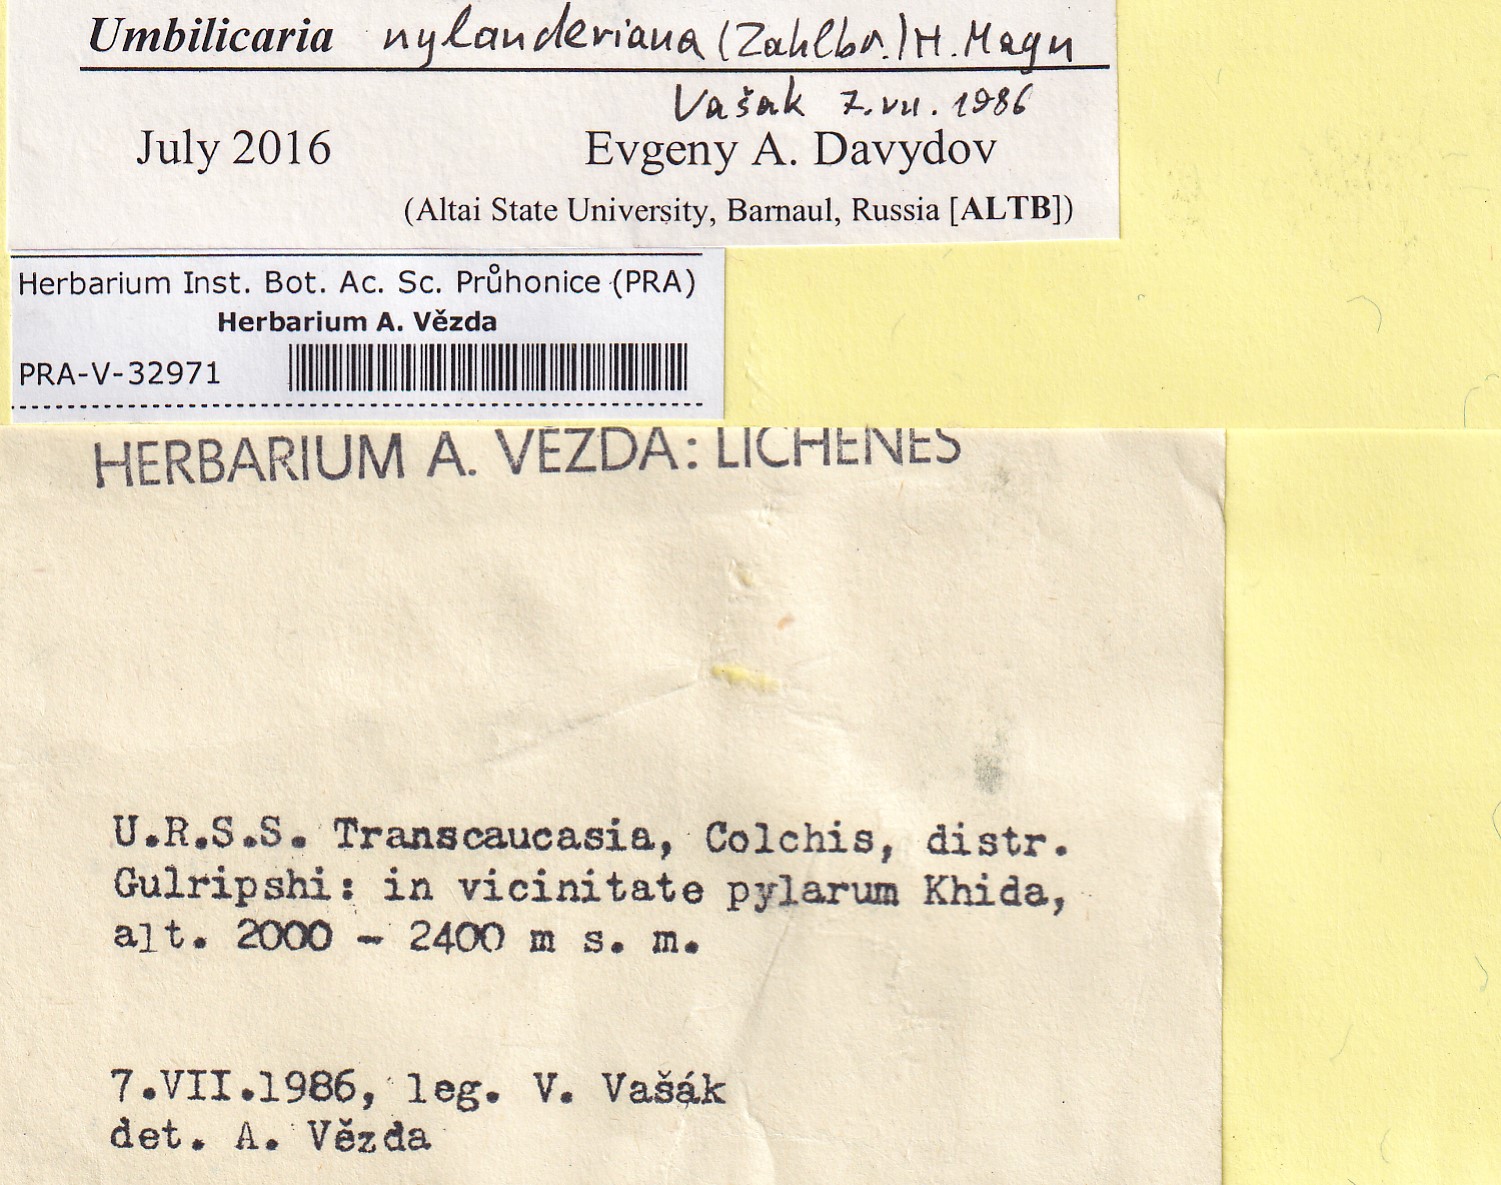 Umbilicaria nylanderiana (Zahlbr.) H. Magn
Vašak 7.VII.1986
July 2016 Evgeny A. Davydov
(Altai State University, Barnaul, Russia [ALTB])
Herbarium Inst. Bot. Ac. Sc. Průhonice (PRA)
Herbarium A. Vězda
PRA-V-32971
HERBARIUM A. VĚZDA: LICHENES
U.R.S.S. Transcaucasia, Colchis, distr.
Gulripshi: in vicinitate pylarum Khida,
alt. 2000 - 2400 m s. m.
7.VII.1986, leg. V. Vašák
det. A. Vězda